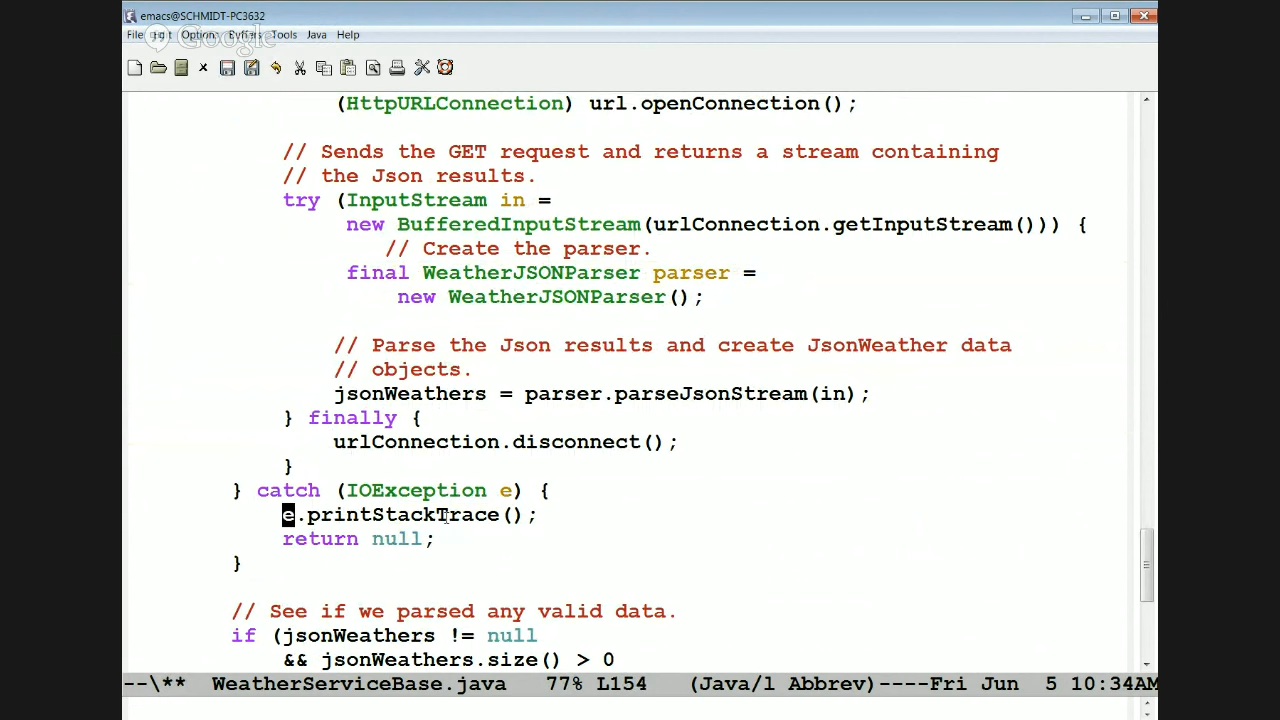 emacs@SCHMIDT-PC3632
File Edit Options Buffers Tools Java Help
Google
(HttpURLConnection) url.openConnection();
// Sends the GET request and returns a stream containing
// the Json results.
try (InputStream in =
new BufferedInputStream(urlConnection.getInputStream())) {
// Create the parser.
final WeatherJSONParser parser =
new WeatherJSONParser();
// Parse the Json results and create JsonWeather data
// objects.
jsonWeathers = parser.parseJsonStream(in);
} finally {
urlConnection.disconnect();
}
} catch (IOException e) {
e.printStackTrace();
return null;
}
// See if we parsed any valid data.
if (jsonWeathers != null
&& jsonWeathers.size() > 0
--\** WeatherServiceBase.java 77% L154 (Java/l Abbrev)----Fri Jun 5 10:34AM